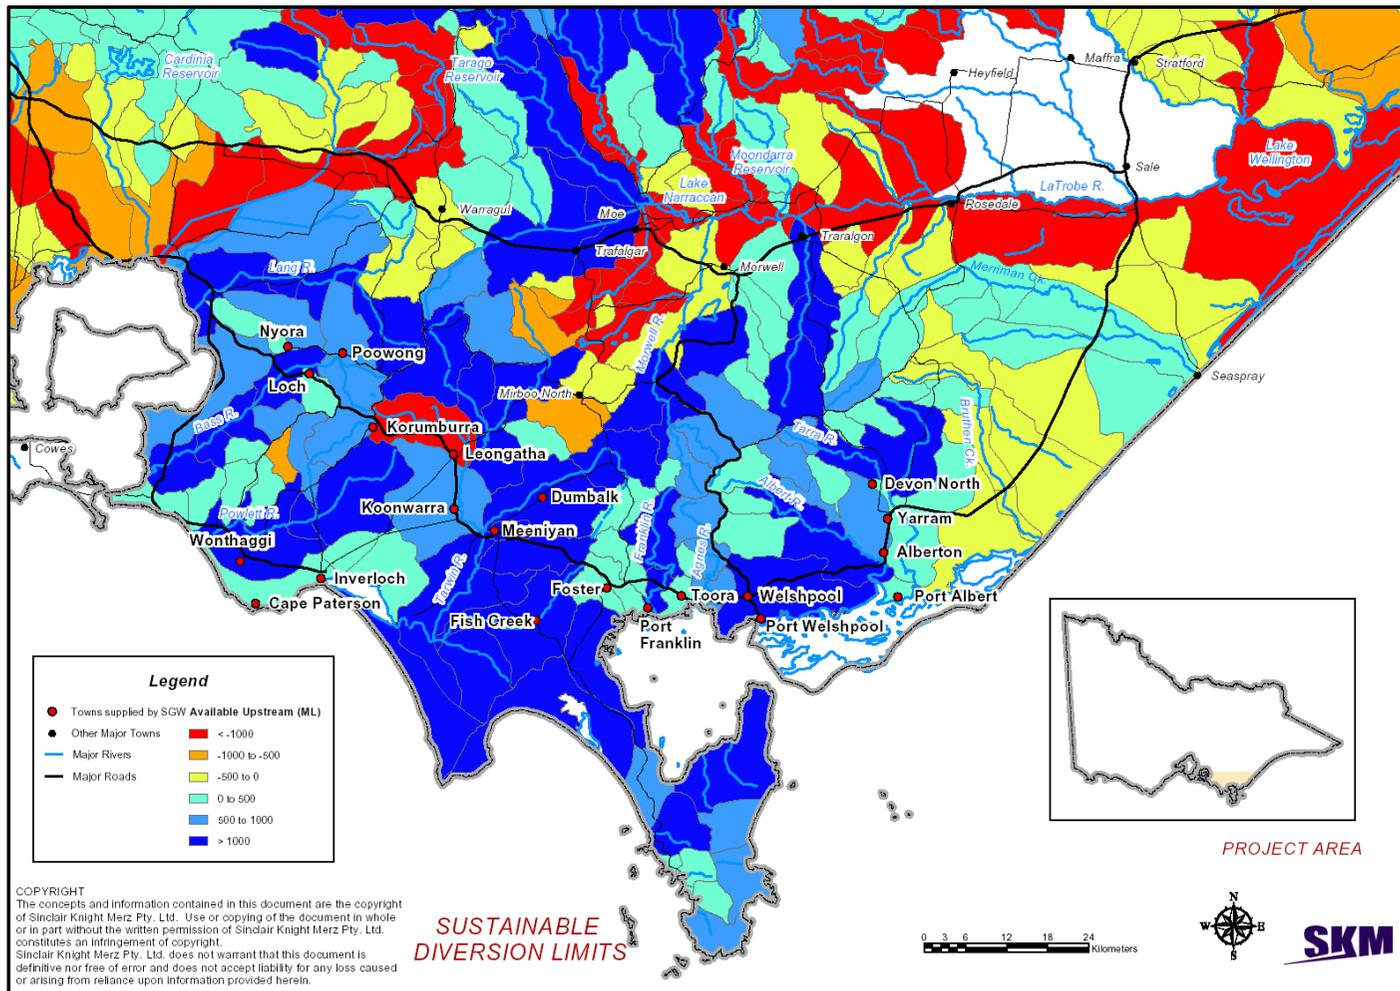 Cardinia
Reservoir
Tarago
Reservoir
Heyfield
Maffra
Stratford
Moondarra
Reservoir
Lake
Wellington
Sale
Lake
Narraccan
LaTrobe R.
Rosedale
Warragul
Moe
Trafalgar
Traralgon
Morwell
Lang R.
Merriman Ck.
Nyora
Poowong
Morwell R.
Loch
Seaspray
Mirboo North
Bass R.
Korumburra
Tarra R.
Bruthen Ck.
Cowes
Leongatha
Devon North
Dumbalk
Albert R.
Koonwarra
Powlett R.
Yarram
Meeniyan
Franklin R.
Agnes R.
Wonthaggi
Alberton
Inverloch
Tarwin R.
Foster
Toora
Welshpool
Port Albert
Cape Paterson
Fish Creek
Port
Franklin
Port Welshpool
Legend
Towns supplied by SGW
Other Major Towns
Major Rivers
Major Roads
Available Upstream (ML)
< -1000
-1000 to -500
-500 to 0
0 to 500
500 to 1000
> 1000
PROJECT AREA
COPYRIGHT
The concepts and information contained in this document are the copyright
of Sinclair Knight Merz Pty. Ltd. Use or copying of the document in whole
or in part without the written permission of Sinclair Knight Merz Pty. Ltd.
constitutes an infringement of copyright.
Sinclair Knight Merz Pty. Ltd. does not warrant that this document is
definitive nor free of error and does not accept liability for any loss caused
or arising from reliance upon information provided herein.
SUSTAINABLE
DIVERSION LIMITS
0 3 6 12 18 24
Kilometers
N
W E
S
SKM